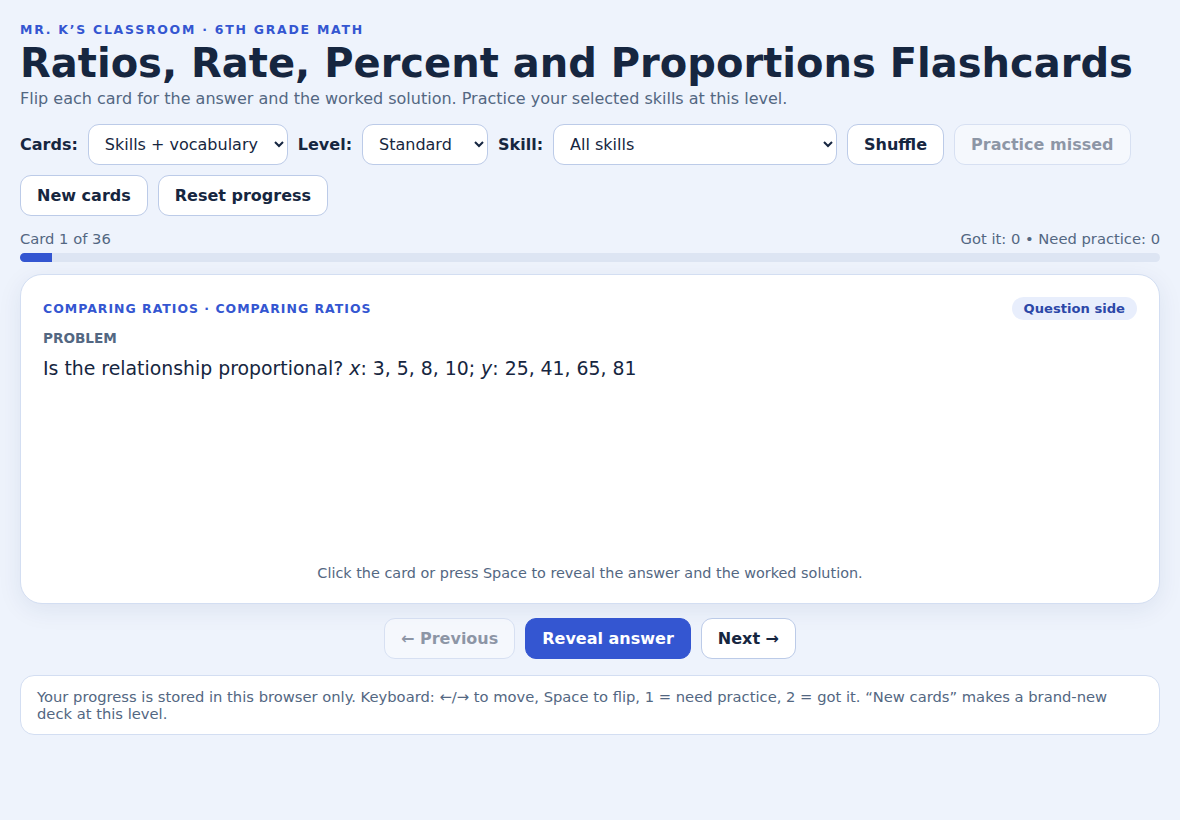 MR. K’S CLASSROOM · 6TH GRADE MATH
Ratios, Rate, Percent and Proportions Flashcards
Flip each card for the answer and the worked solution. Practice your selected skills at this level.
Cards: Skills + vocabulary Level: Standard Skill: All skills Shuffle Practice missed
New cards Reset progress
Card 1 of 36 Got it: 0 • Need practice: 0
COMPARING RATIOS · COMPARING RATIOS Question side
PROBLEM
Is the relationship proportional? x: 3, 5, 8, 10; y: 25, 41, 65, 81
Click the card or press Space to reveal the answer and the worked solution.
← Previous Reveal answer Next →
Your progress is stored in this browser only. Keyboard: ←/→ to move, Space to flip, 1 = need practice, 2 = got it. “New cards” makes a brand-new
deck at this level.